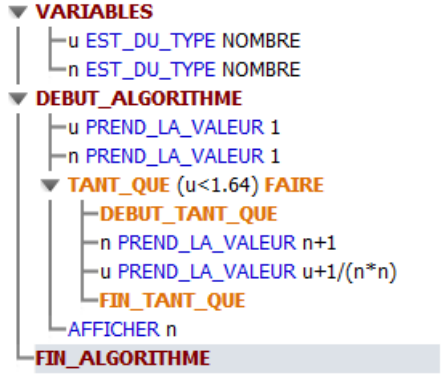 VARIABLES
u EST_DU_TYPE NOMBRE
n EST_DU_TYPE NOMBRE
DEBUT_ALGORITHME
u PREND_LA_VALEUR 1
n PREND_LA_VALEUR 1
TANT_QUE (u<1.64) FAIRE
DEBUT_TANT_QUE
n PREND_LA_VALEUR n+1
u PREND_LA_VALEUR u+1/(n*n)
FIN_TANT_QUE
AFFICHER n
FIN_ALGORITHME